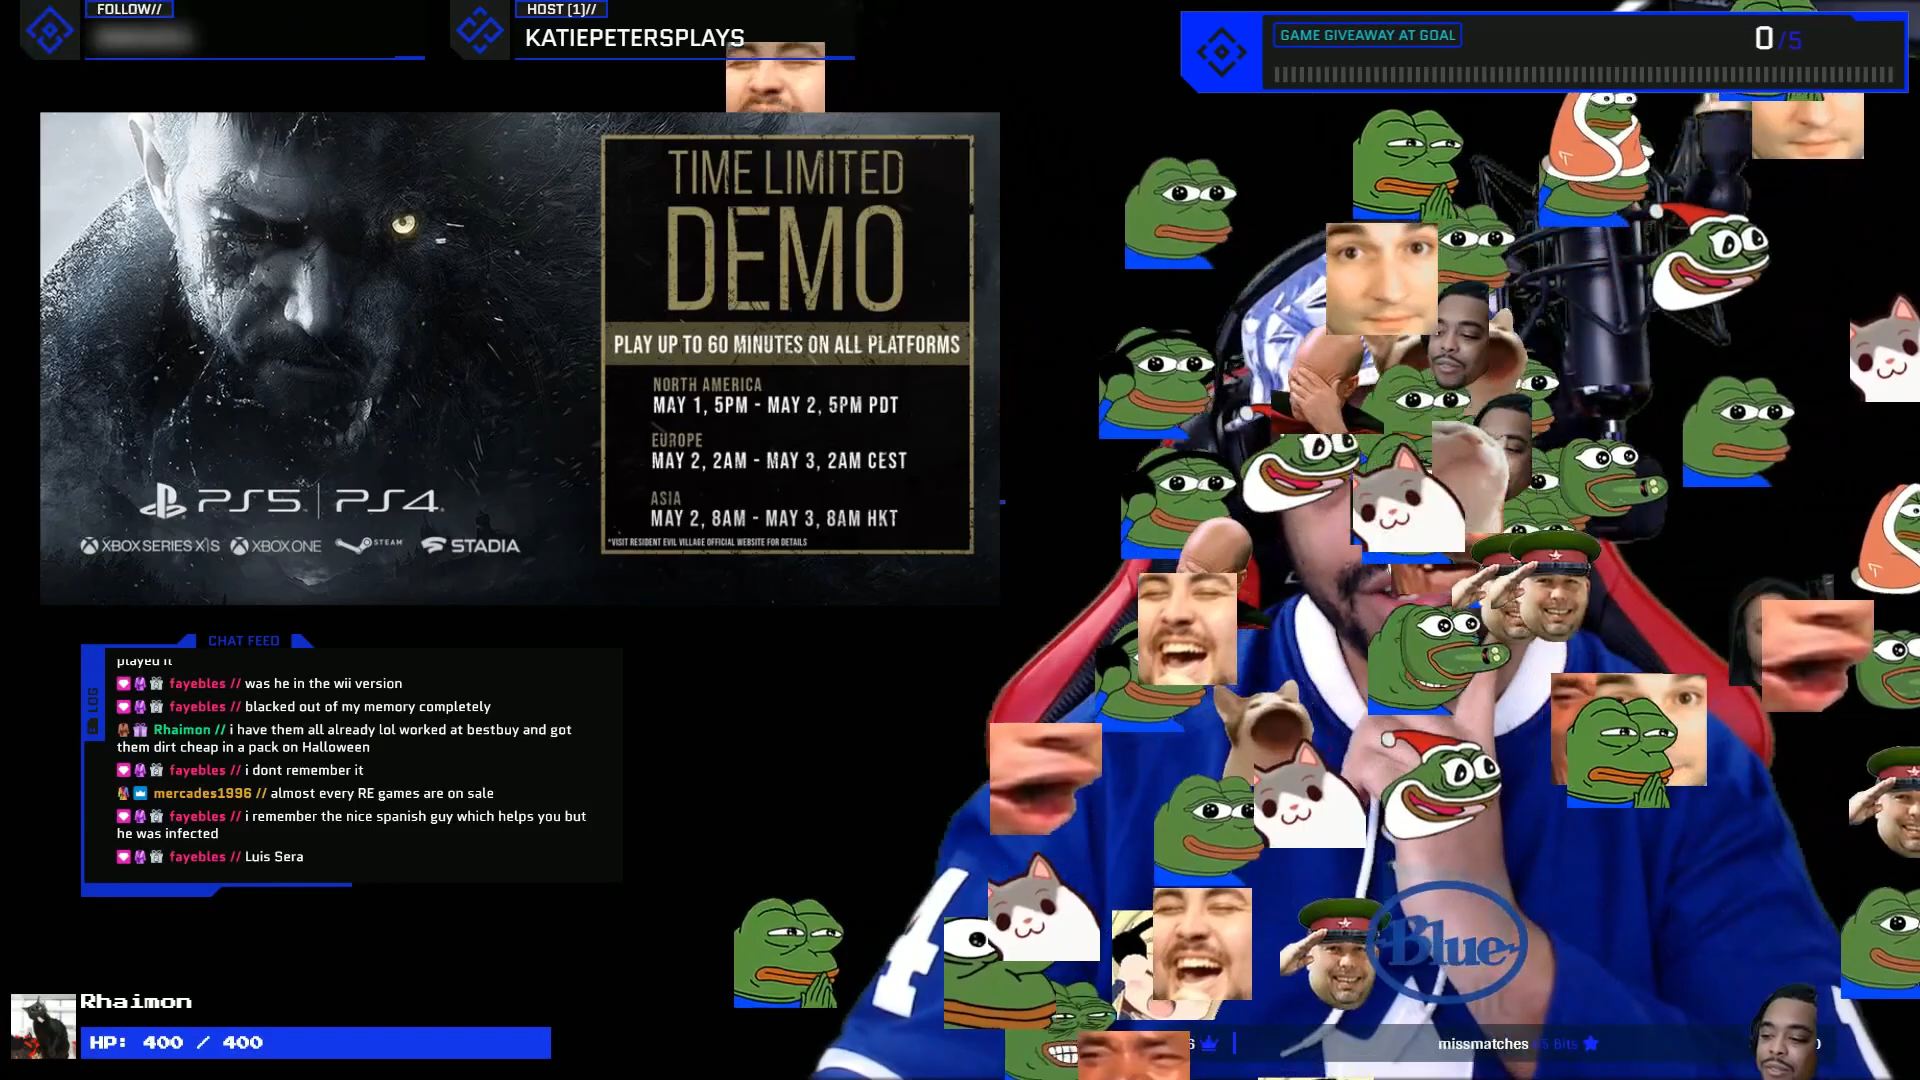 FOLLOW//
HOST (1)//
KATIEPETERSPLAYS
GAME GIVEAWAY AT GOAL
0/5
TIME LIMITED
DEMO
PLAY UP TO 60 MINUTES ON ALL PLATFORMS
NORTH AMERICA
MAY 1, 5PM - MAY 2, 5PM PDT
EUROPE
MAY 2, 2AM - MAY 3, 2AM CEST
ASIA
MAY 2, 8AM - MAY 3, 8AM HKT
*VISIT RESIDENT EVIL VILLAGE OFFICIAL WEBSITE FOR DETAILS
PS5 | PS4
XBOX SERIES X|S XBOX ONE STEAM STADIA
CHAT FEED
LOG
played it
fayebles // was he in the wii version
fayebles // blacked out of my memory completely
Rhaimon // i have them all already lol worked at bestbuy and got
them dirt cheap in a pack on Halloween
fayebles // i dont remember it
mercades1996 // almost every RE games are on sale
fayebles // i remember the nice spanish guy which helps you but
he was infected
fayebles // Luis Sera
Rhaimon
HP: 400 / 400
4
Blue
missmatches 5 Bits